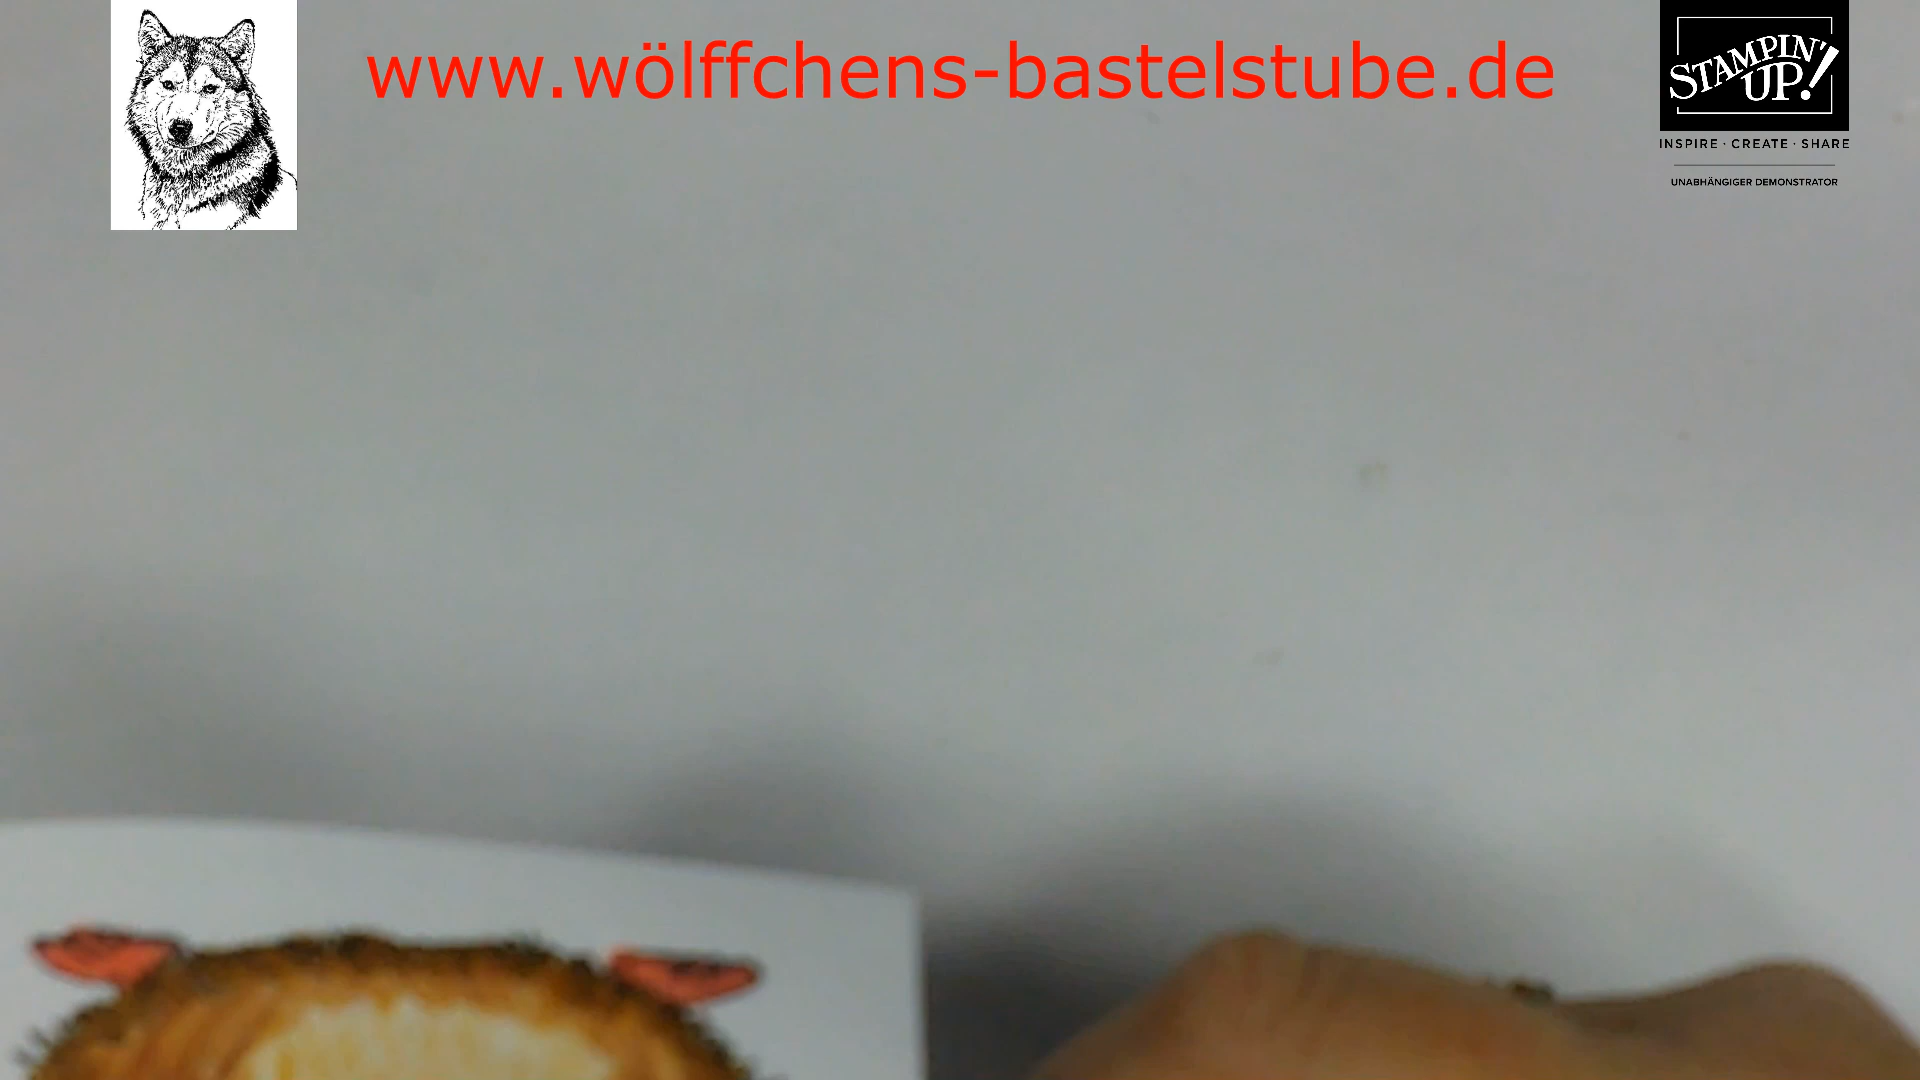 www.wölffchens-bastelstube.de
STAMPIN' UP!
INSPIRE · CREATE · SHARE
UNABHÄNGIGER DEMONSTRATOR